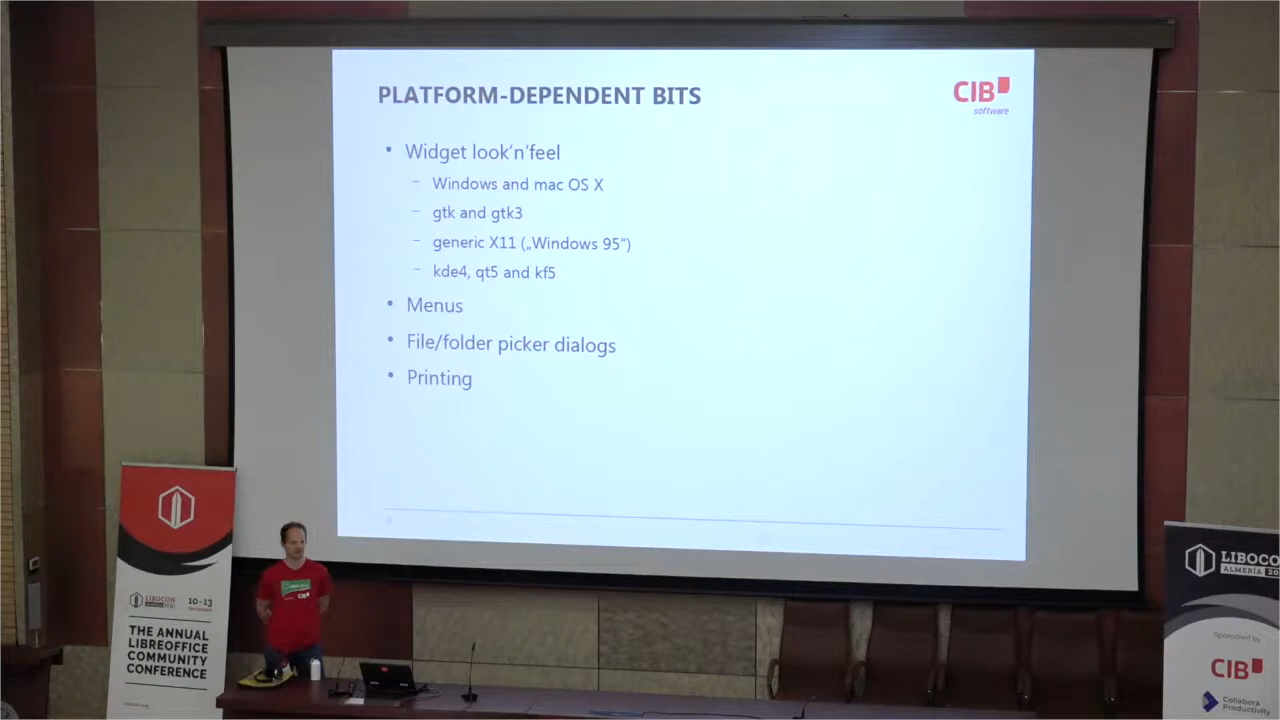 PLATFORM-DEPENDENT BITS
CIB
software
• Widget look'n'feel
– Windows and mac OS X
– gtk and gtk3
– generic X11 („Windows 95“)
– kde4, qt5 and kf5
• Menus
• File/folder picker dialogs
• Printing
LIBOCON
10-13
THE ANNUAL
LIBREOFFICE
COMMUNITY
CONFERENCE
CIB
LIBOCON
ALMERÍA 20
Sponsored by
CIB
Collabora
Productivity